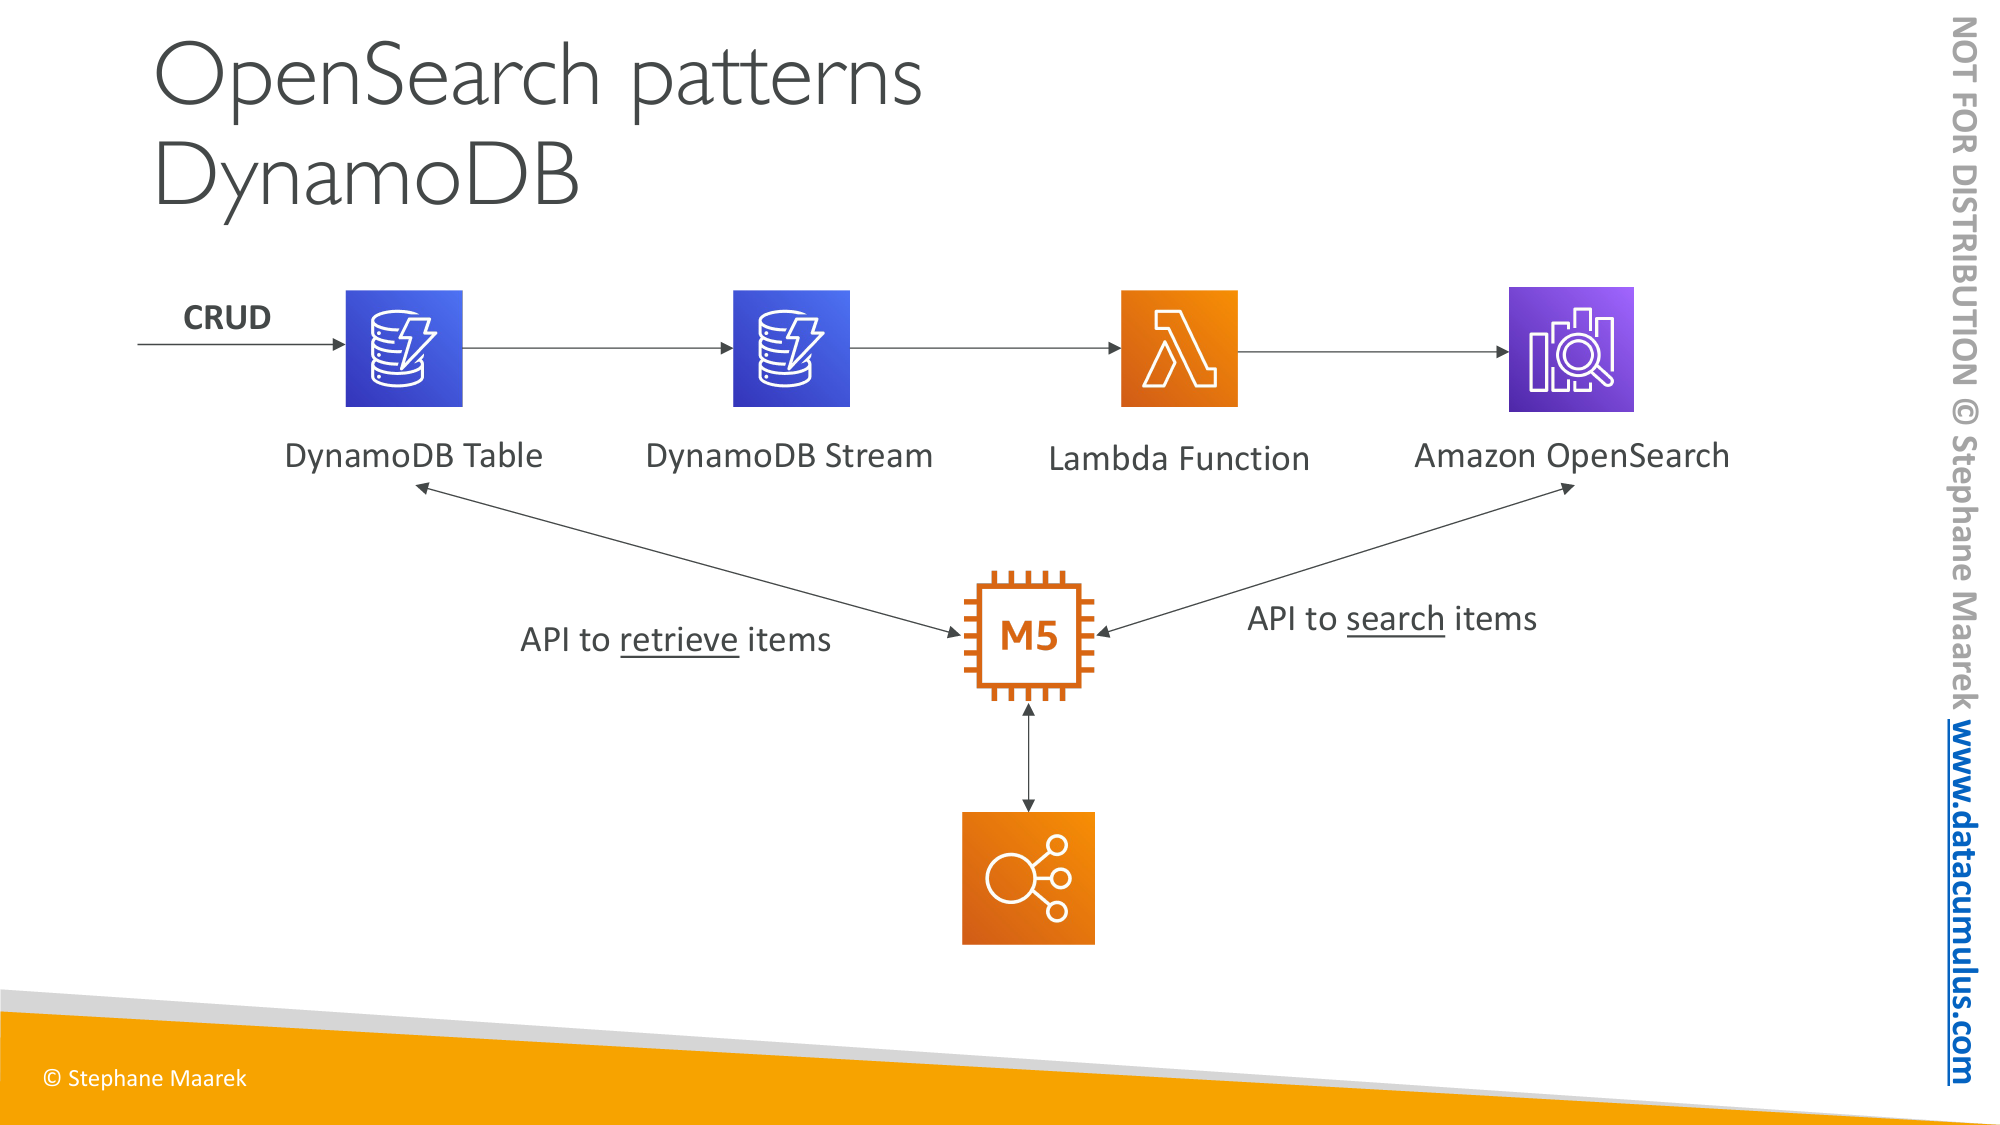 OpenSearch patterns
DynamoDB
CRUD
DynamoDB Table
DynamoDB Stream
Lambda Function
Amazon OpenSearch
API to retrieve items
M5
API to search items
© Stephane Maarek
NOT FOR DISTRIBUTION © Stephane Maarek www.datacumulus.com